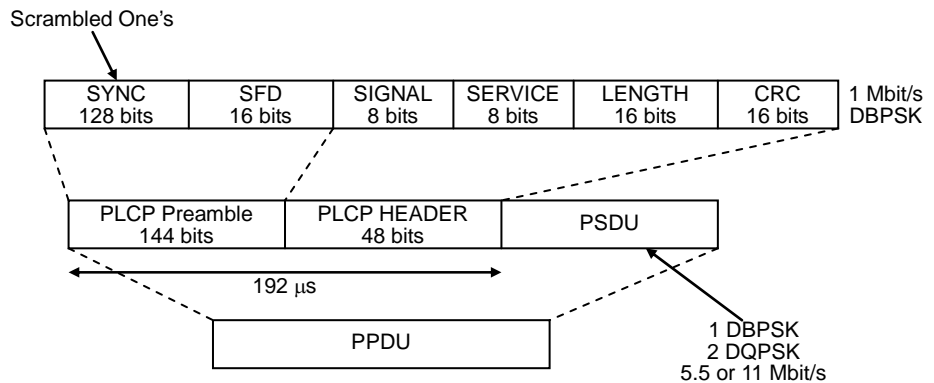 Scrambled One's
SYNC
128 bits
SFD
16 bits
SIGNAL
8 bits
SERVICE
8 bits
LENGTH
16 bits
CRC
16 bits
1 Mbit/s
DBPSK
PLCP Preamble
144 bits
PLCP HEADER
48 bits
PSDU
192 μs
PPDU
1 DBPSK
2 DQPSK
5.5 or 11 Mbit/s